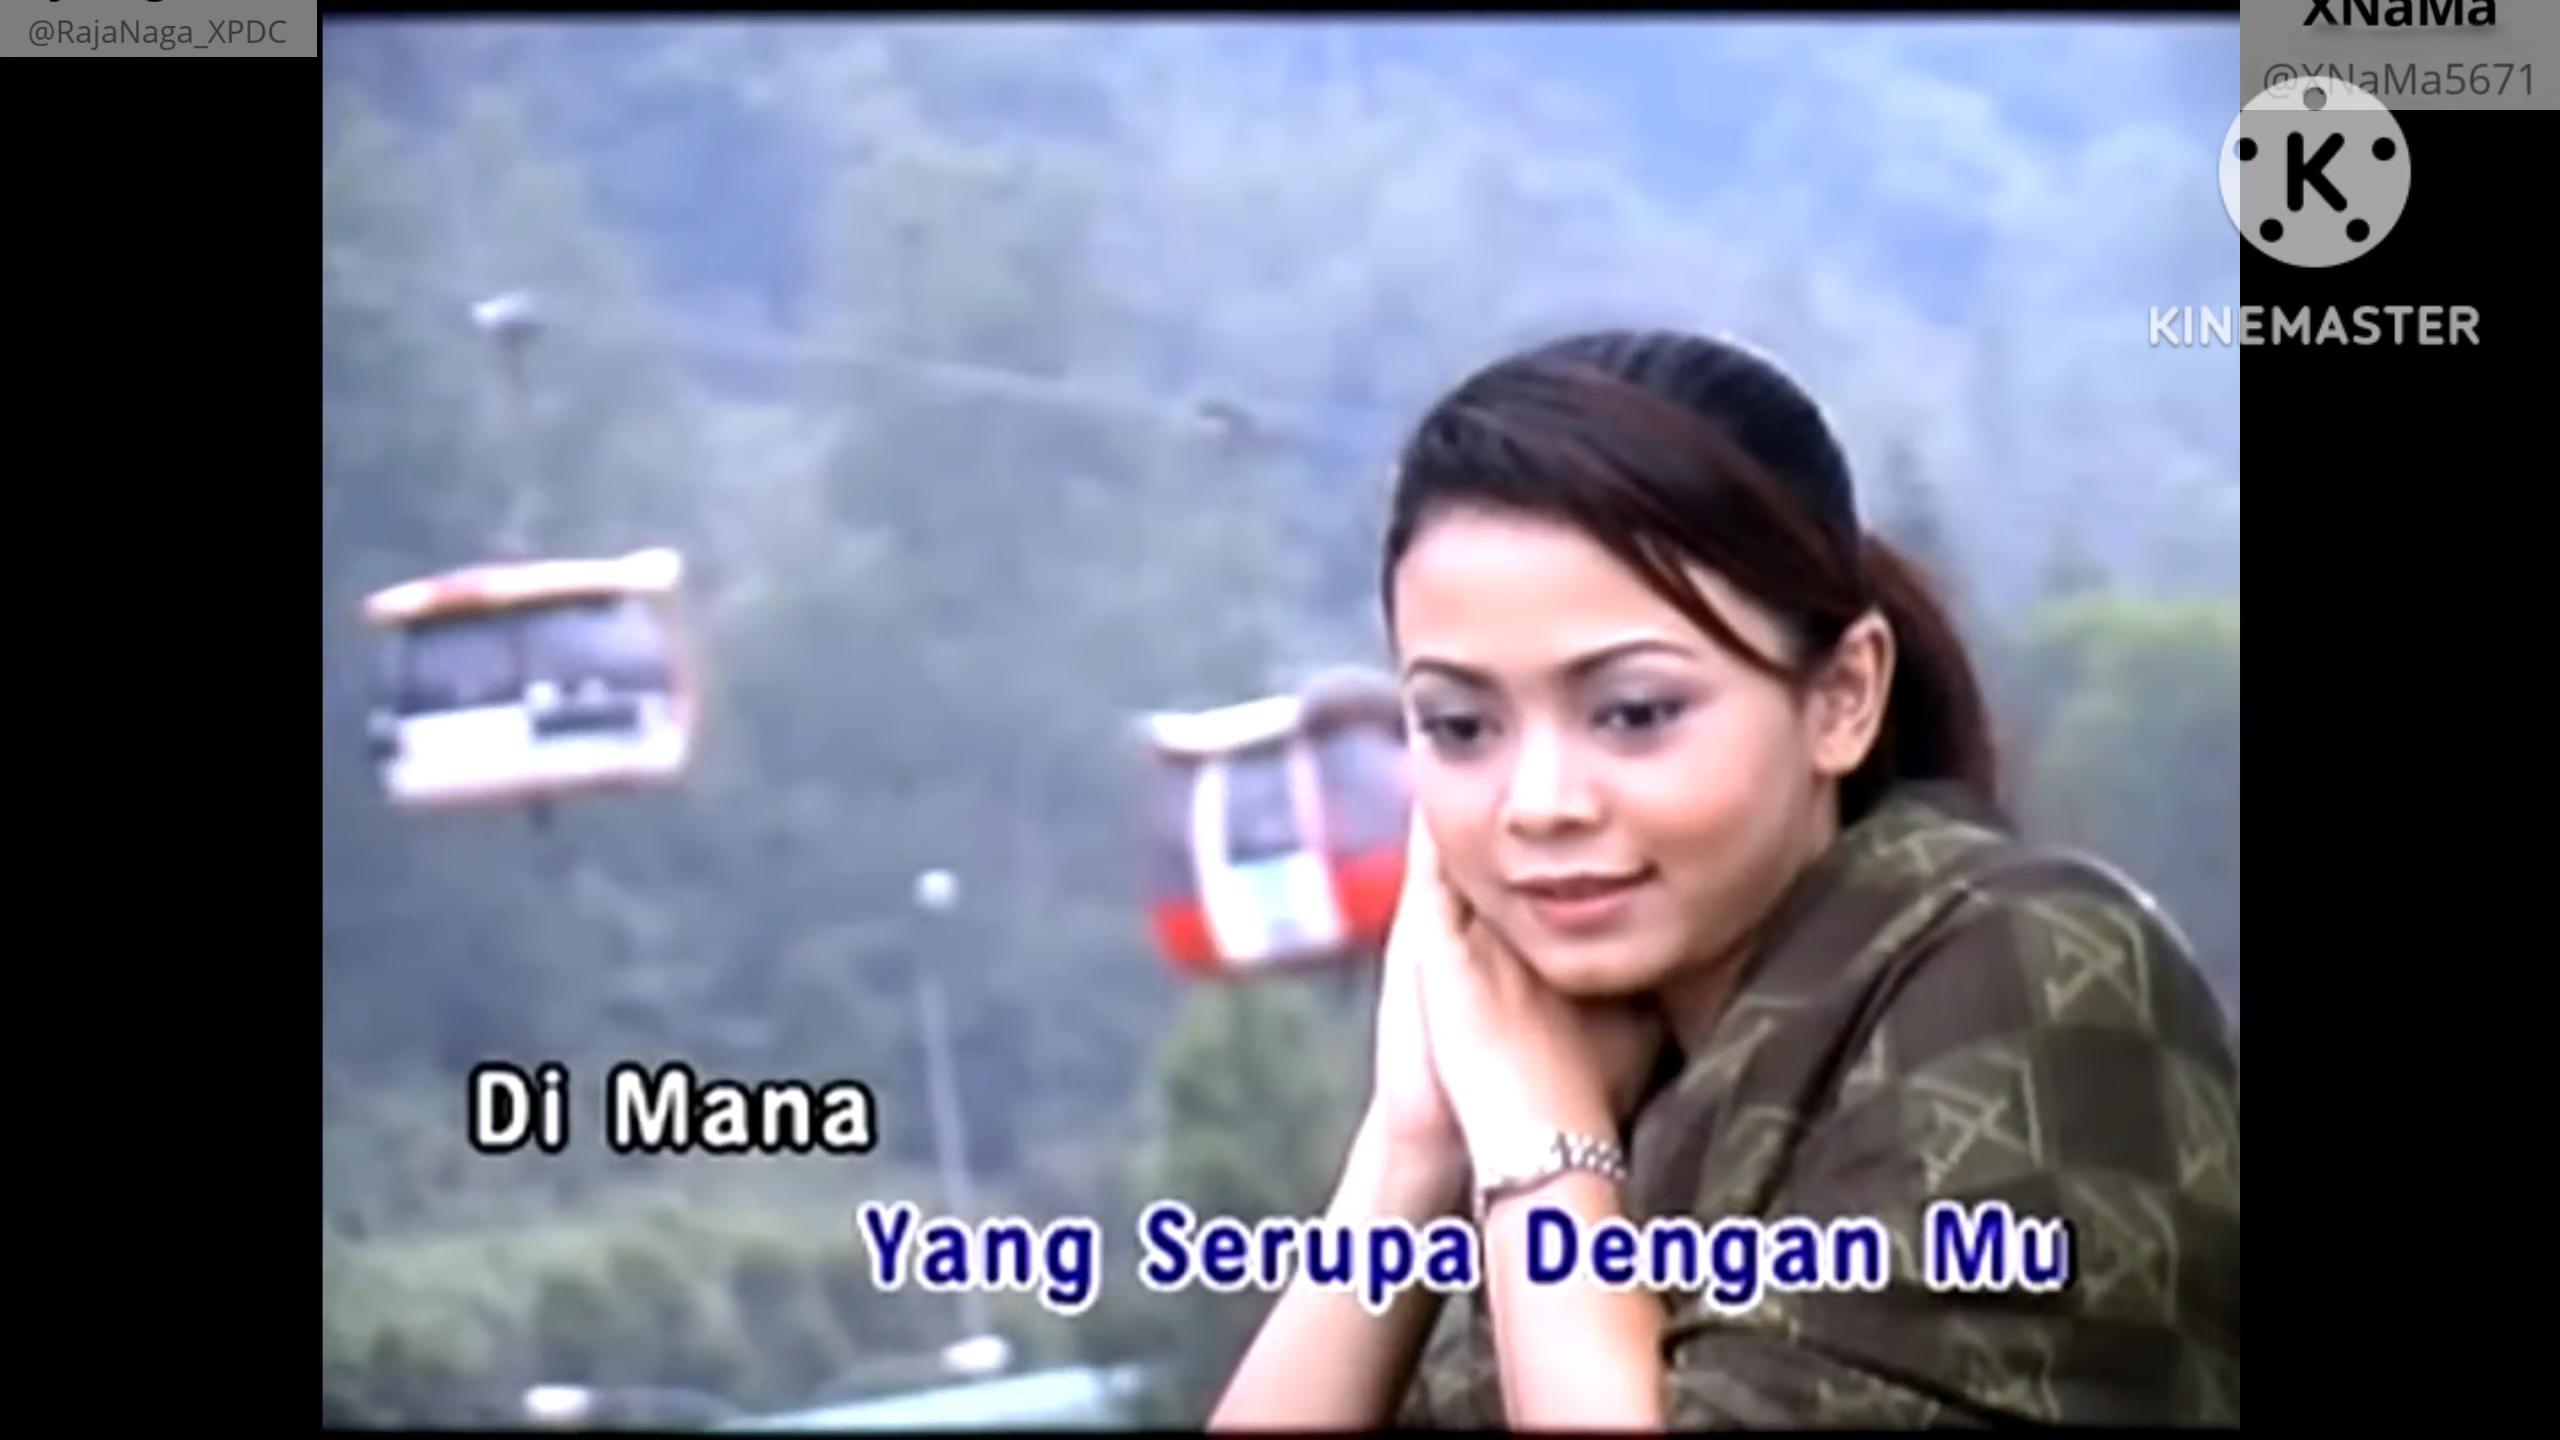 @RajaNaga_XPDC
XNaMa
@XNaMa5671
K
KINEMASTER
Di Mana
Yang Serupa Dengan Mu